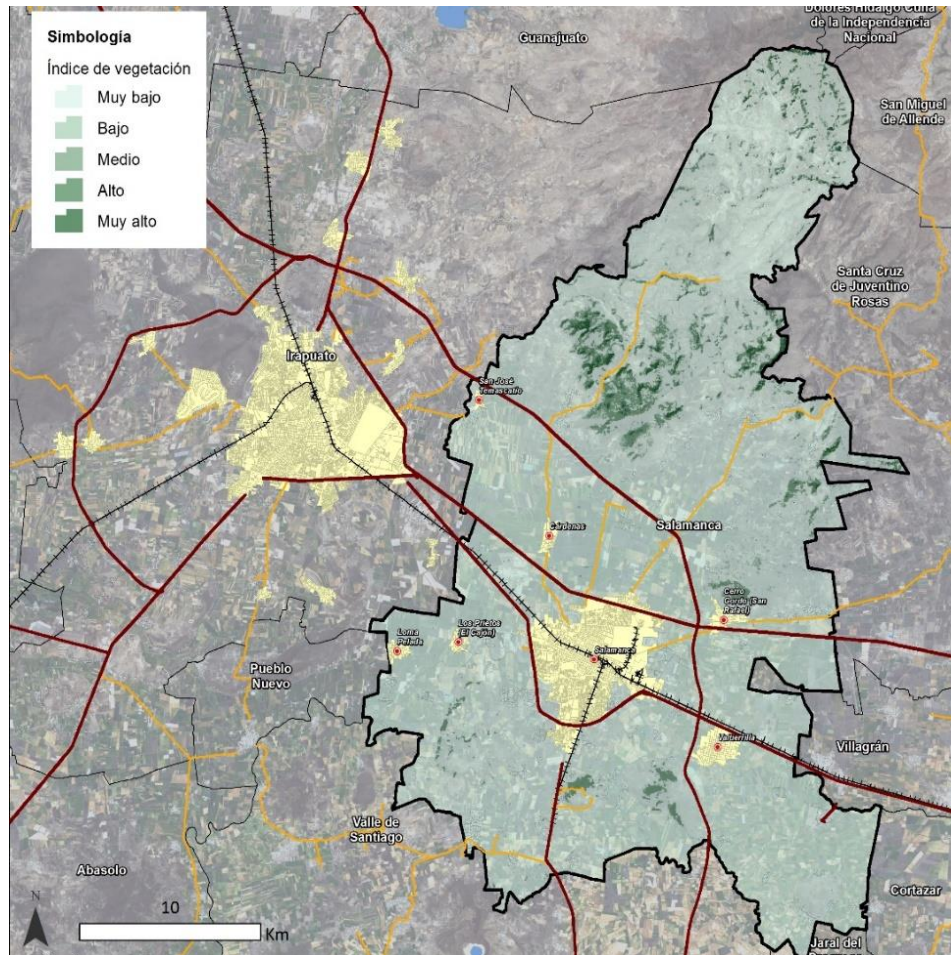 Simbología
Índice de vegetación
Muy bajo
Bajo
Medio
Alto
Muy alto
Dolores Hidalgo Cuna
de la Independencia
Nacional
Guanajuato
San Miguel
de Allende
Santa Cruz
de Juventino
Rosas
Irapuato
San José
Temascatío
Cárdenas
Salamanca
Cerro
Gordo (San
Rafael)
Loma
Pelada
Los Prietos
(El Cajón)
Salamanca
Pueblo
Nuevo
Valtierrilla
Villagrán
Valle de
Santiago
Abasolo
Cortazar
Jaral del
N
10
Km